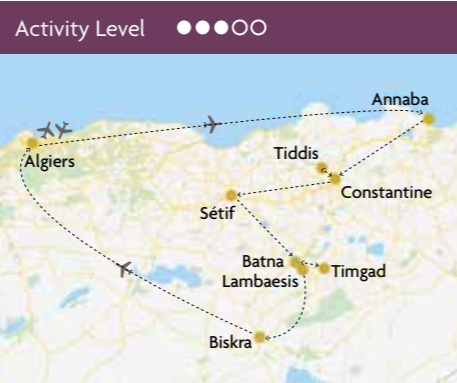 Activity Level
Annaba
Algiers
Tiddis
Constantine
Sétif
Batna
Lambaesis
Timgad
Biskra